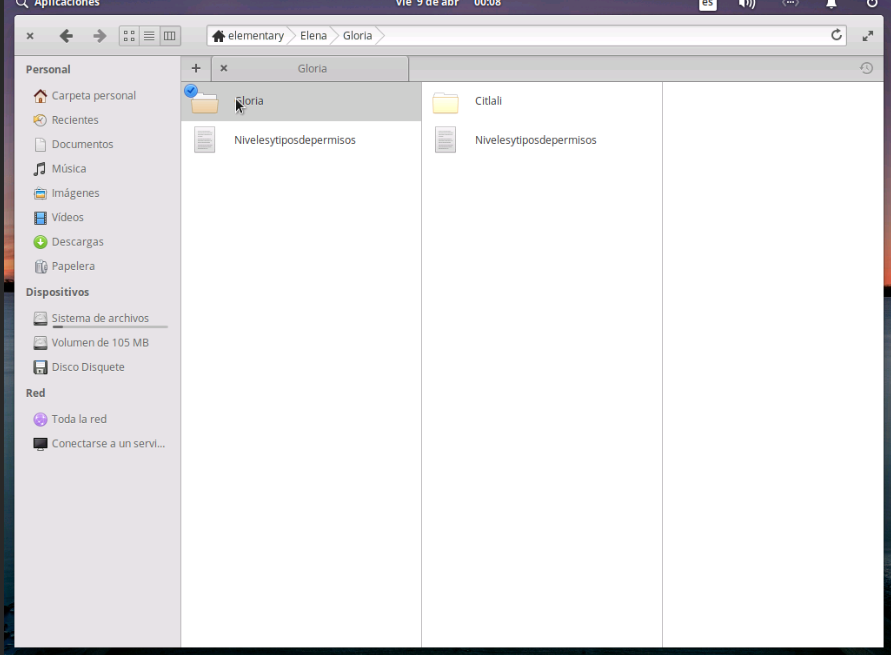 Aplicaciones
vie 9 de abr 00:08
es
elementary Elena Gloria
Personal
Gloria
Carpeta personal
Recientes
Documentos
Música
Imágenes
Vídeos
Descargas
Papelera
Dispositivos
Sistema de archivos
Volumen de 105 MB
Disco Disquete
Red
Toda la red
Conectarse a un servi...
Gloria
Nivelesytiposdepermisos
Citlali
Nivelesytiposdepermisos